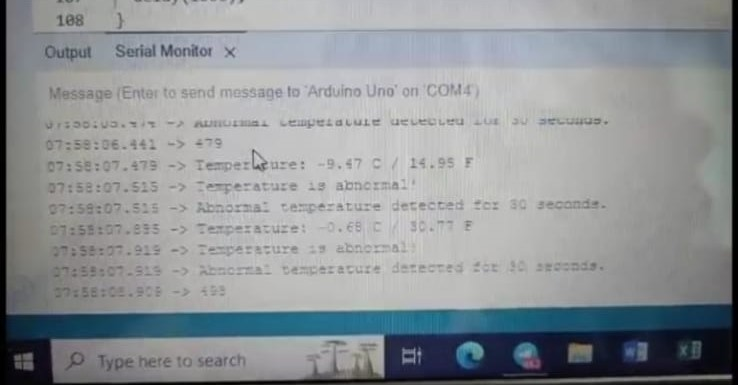 108 }
Output Serial Monitor X
Message (Enter to send message to 'Arduino Uno' on 'COM4')
Abnormal temperature detected for 30 seconds.
07:58:06.441 -> 479
07:58:07.479 -> Temperature: -9.47 C / 14.95 F
07:58:07.515 -> Temperature is abnormal!
07:58:07.515 -> Abnormal temperature detected for 30 seconds.
07:58:07.895 -> Temperature: -0.68 C / 30.77 F
07:58:07.919 -> Temperature is abnormal!
07:58:07.919 -> Abnormal temperature detected for 30 seconds.
07:58:08.909 -> 498
Type here to search